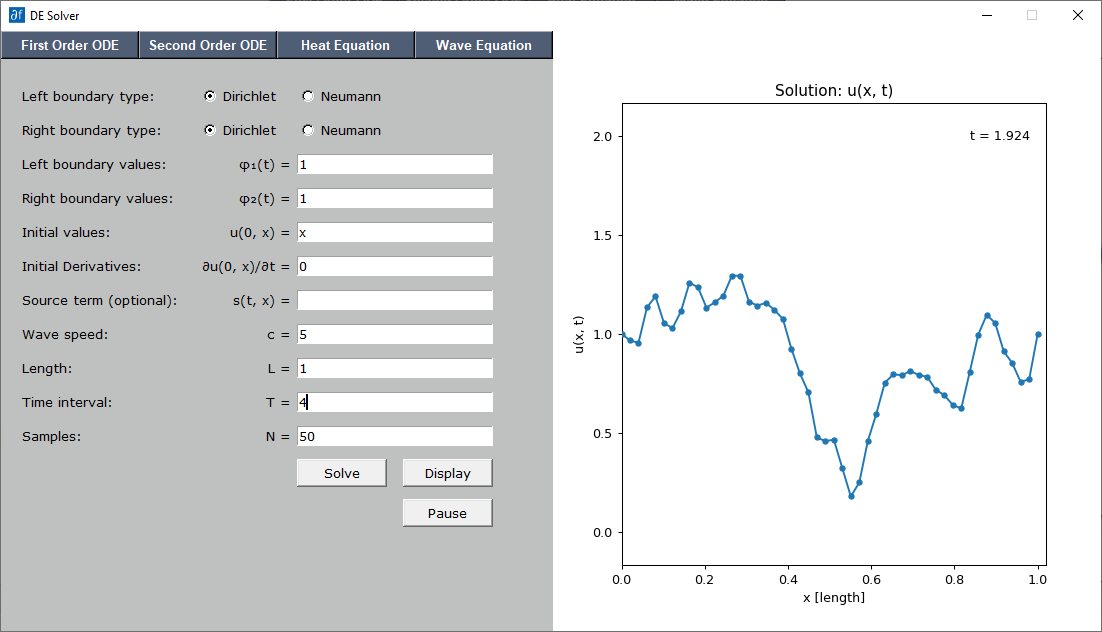 ∂f DE Solver
First Order ODE Second Order ODE Heat Equation Wave Equation
Left boundary type: Dirichlet Neumann
Right boundary type: Dirichlet Neumann
Left boundary values: φ₁(t) = 1
Right boundary values: φ₂(t) = 1
Initial values: u(0, x) = x
Initial Derivatives: ∂u(0, x)/∂t = 0
Source term (optional): s(t, x) =
Wave speed: c = 5
Length: L = 1
Time interval: T = 4
Samples: N = 50
Solve Display
Pause
Solution: u(x, t)
t = 1.924
2.0
1.5
1.0
0.5
0.0
u(x, t)
0.0 0.2 0.4 0.6 0.8 1.0
x [length]